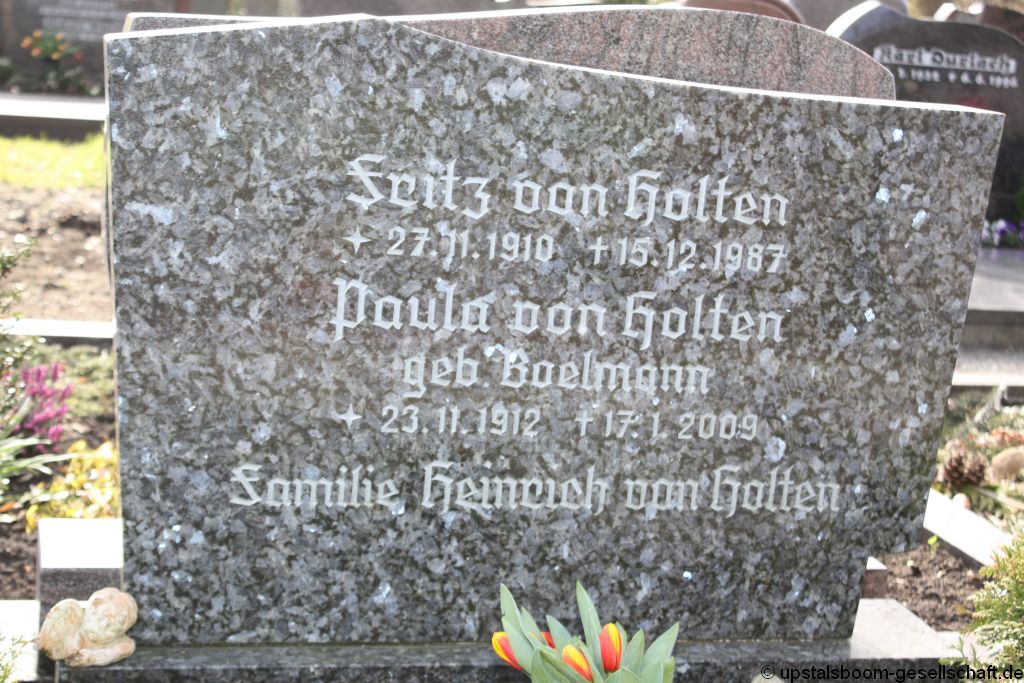 Fritz von Holten
27.11.1910 †15.12.1987
Paula von Holten
geb. Boelmann
23.11.1912 †17.1.2009
Familie Heinrich von Holten
Karl Ourlach
© upstalsboom-gesellschaft.de